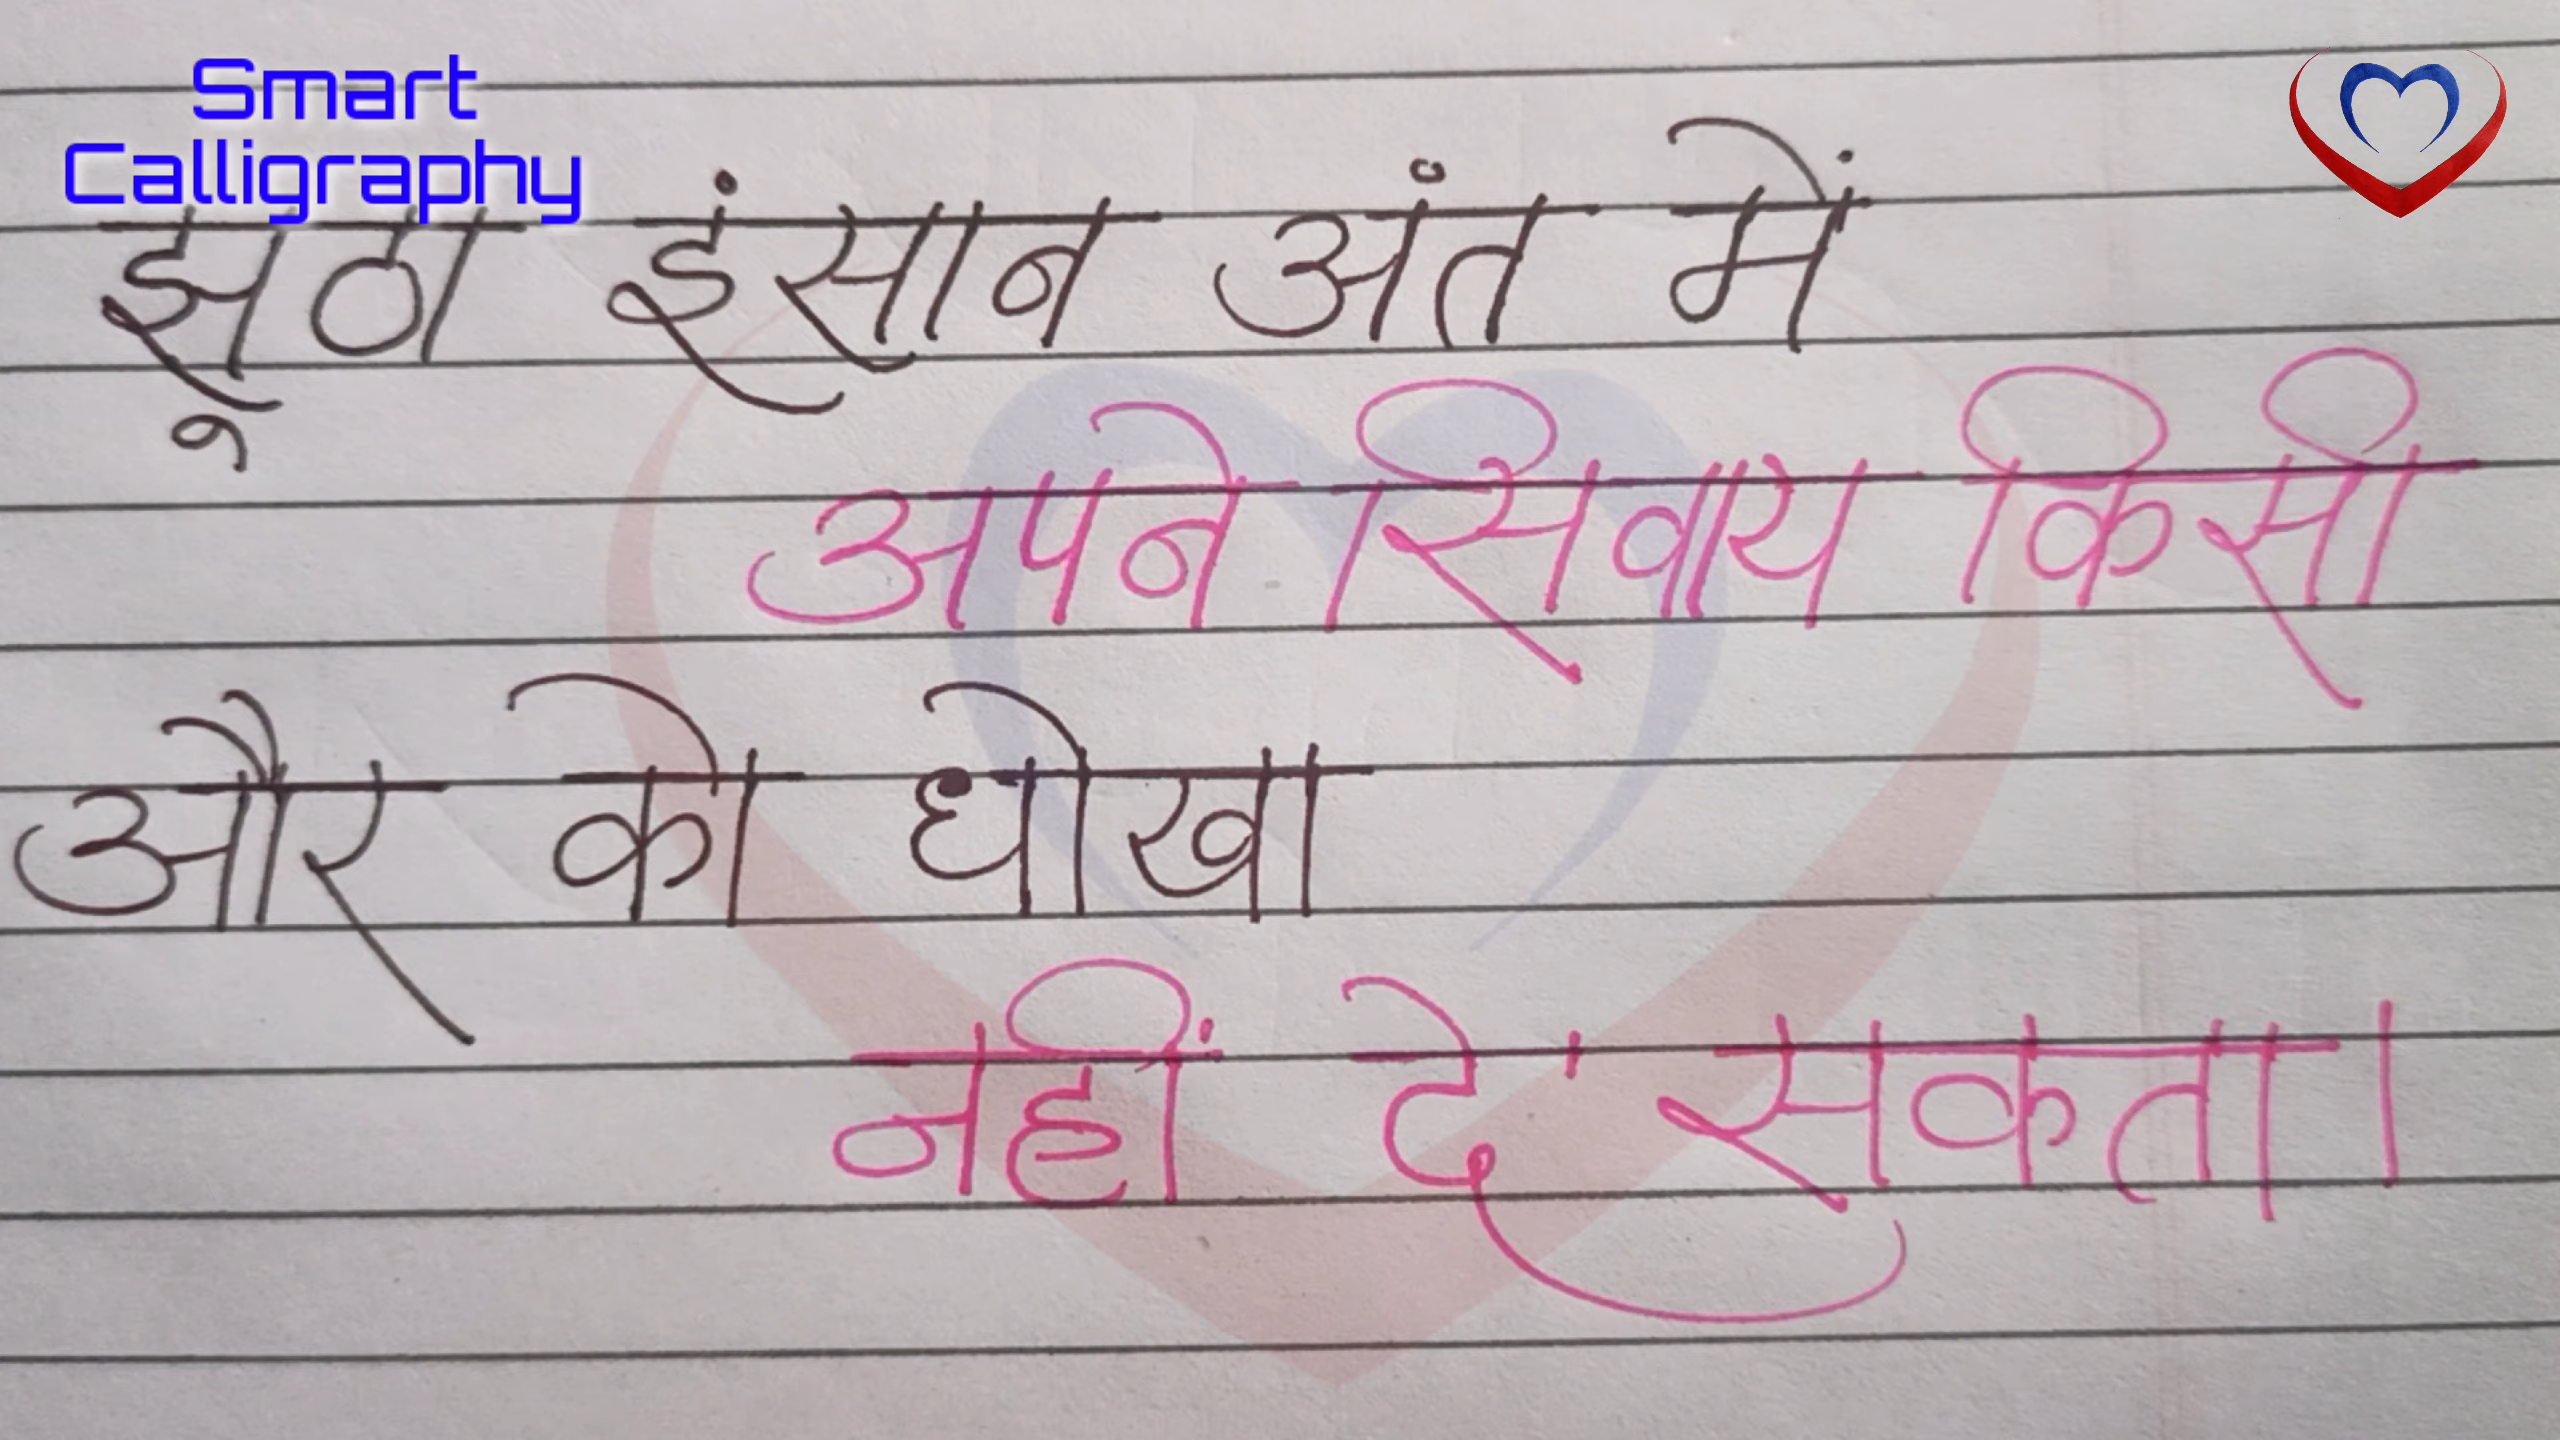 Smart
Calligraphy
झूठा इंसान अंत में
अपने सिवाय किसी
और को धोखा
नहीं दे सकता।